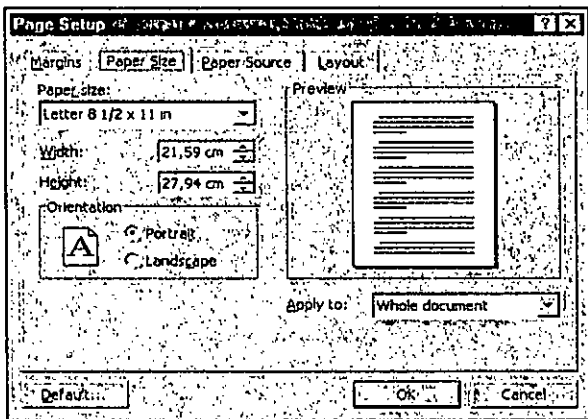 Page Setup
Margins Paper Size Paper Source Layout
Paper size:
Letter 8 1/2 x 11 in
Width: 21,59 cm
Height: 27,94 cm
Orientation
A
Portrait
Landscape
Preview
Apply to: Whole document
Default... OK Cancel